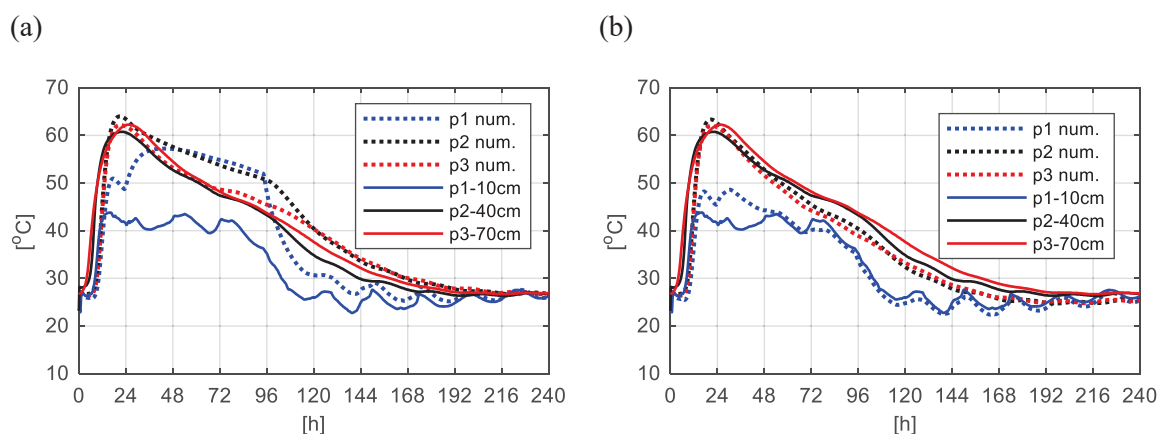 (a)
70
60
50
40
30
20
10
[°C]
0 24 48 72 96 120 144 168 192 216 240
[h]
p1 num.
p2 num.
p3 num.
p1-10cm
p2-40cm
p3-70cm
(b)
70
60
50
40
30
20
10
[°C]
0 24 48 72 96 120 144 168 192 216 240
[h]
p1 num.
p2 num.
p3 num.
p1-10cm
p2-40cm
p3-70cm